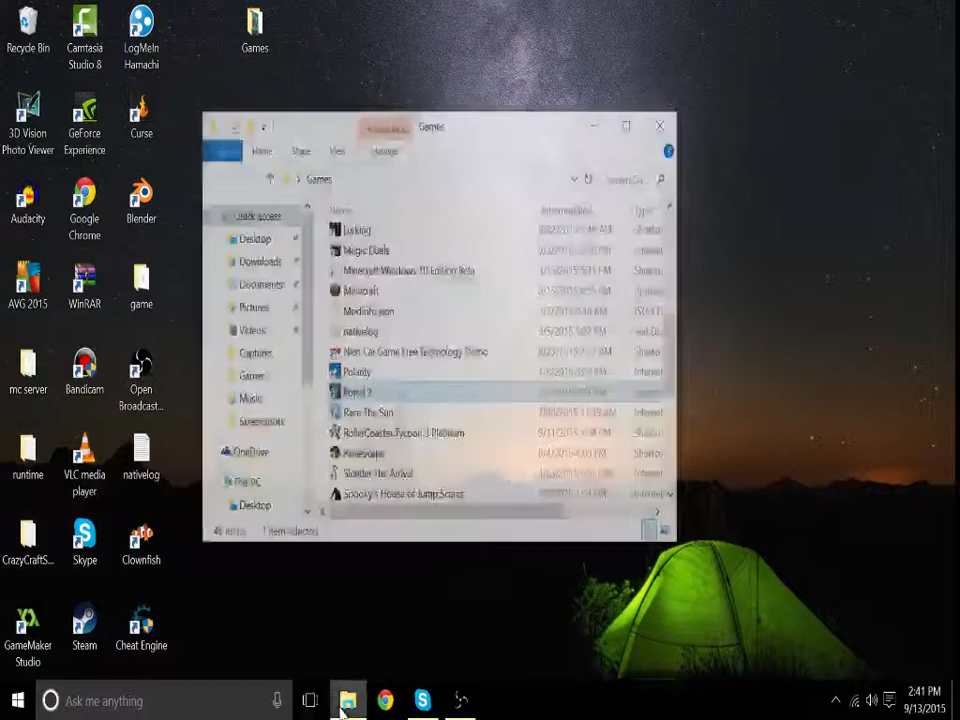 Recycle Bin
Camtasia Studio 8
LogMeIn Hamachi
Games
3D Vision Photo Viewer
GeForce Experience
Curse
Audacity
Google Chrome
Blender
AVG 2015
WinRAR
game
mc server
Bandicam
Open Broadcast...
runtime
VLC media player
nativelog
CrazyCraftS...
Skype
Clownfish
GameMaker Studio
Steam
Cheat Engine
Games
Home
Share
View
Manage
Games
Name
Type
Quick access
Desktop
Downloads
Documents
Pictures
Videos
Captures
Games
Music
Screenshots
OneDrive
This PC
Desktop
Magic Duels
Minecraft Windows 10 Edition Beta
Minecraft
nativelog
Polarity
Portal 2
Race The Sun
RollerCoaster Tycoon 3 Platinum
Slender The Arrival
Spooky's House of Jump Scares
1 item selected
Ask me anything
2:41 PM
9/13/2015